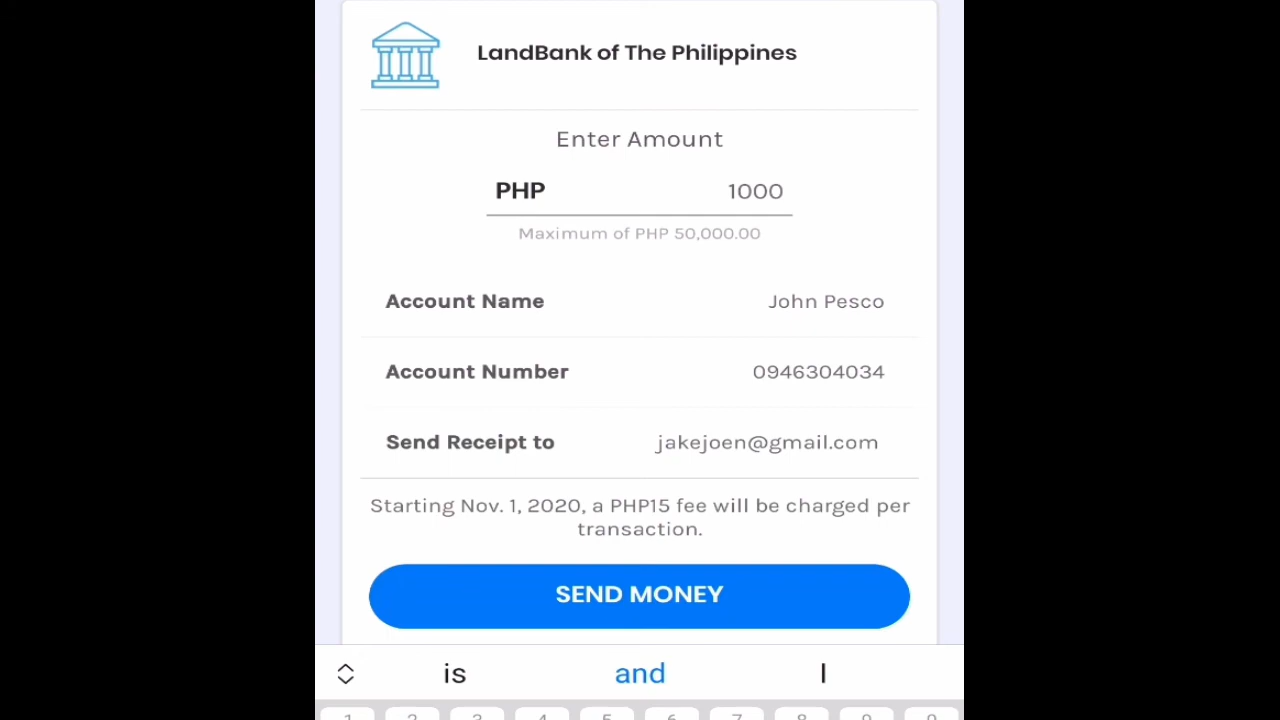 LandBank of The Philippines
Enter Amount
PHP 1000
Maximum of PHP 50,000.00
Account Name John Pesco
Account Number 0946304034
Send Receipt to jakejoen@gmail.com
Starting Nov. 1, 2020, a PHP15 fee will be charged per
transaction.
SEND MONEY
is and I